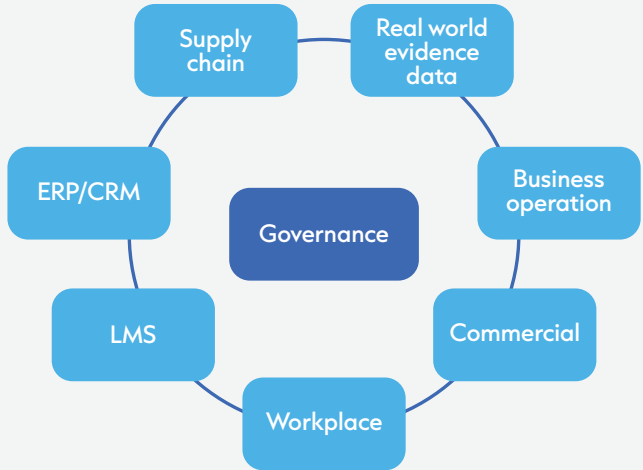 Supply
chain
Real world
evidence
data
ERP/CRM
Business
operation
Governance
LMS
Commercial
Workplace